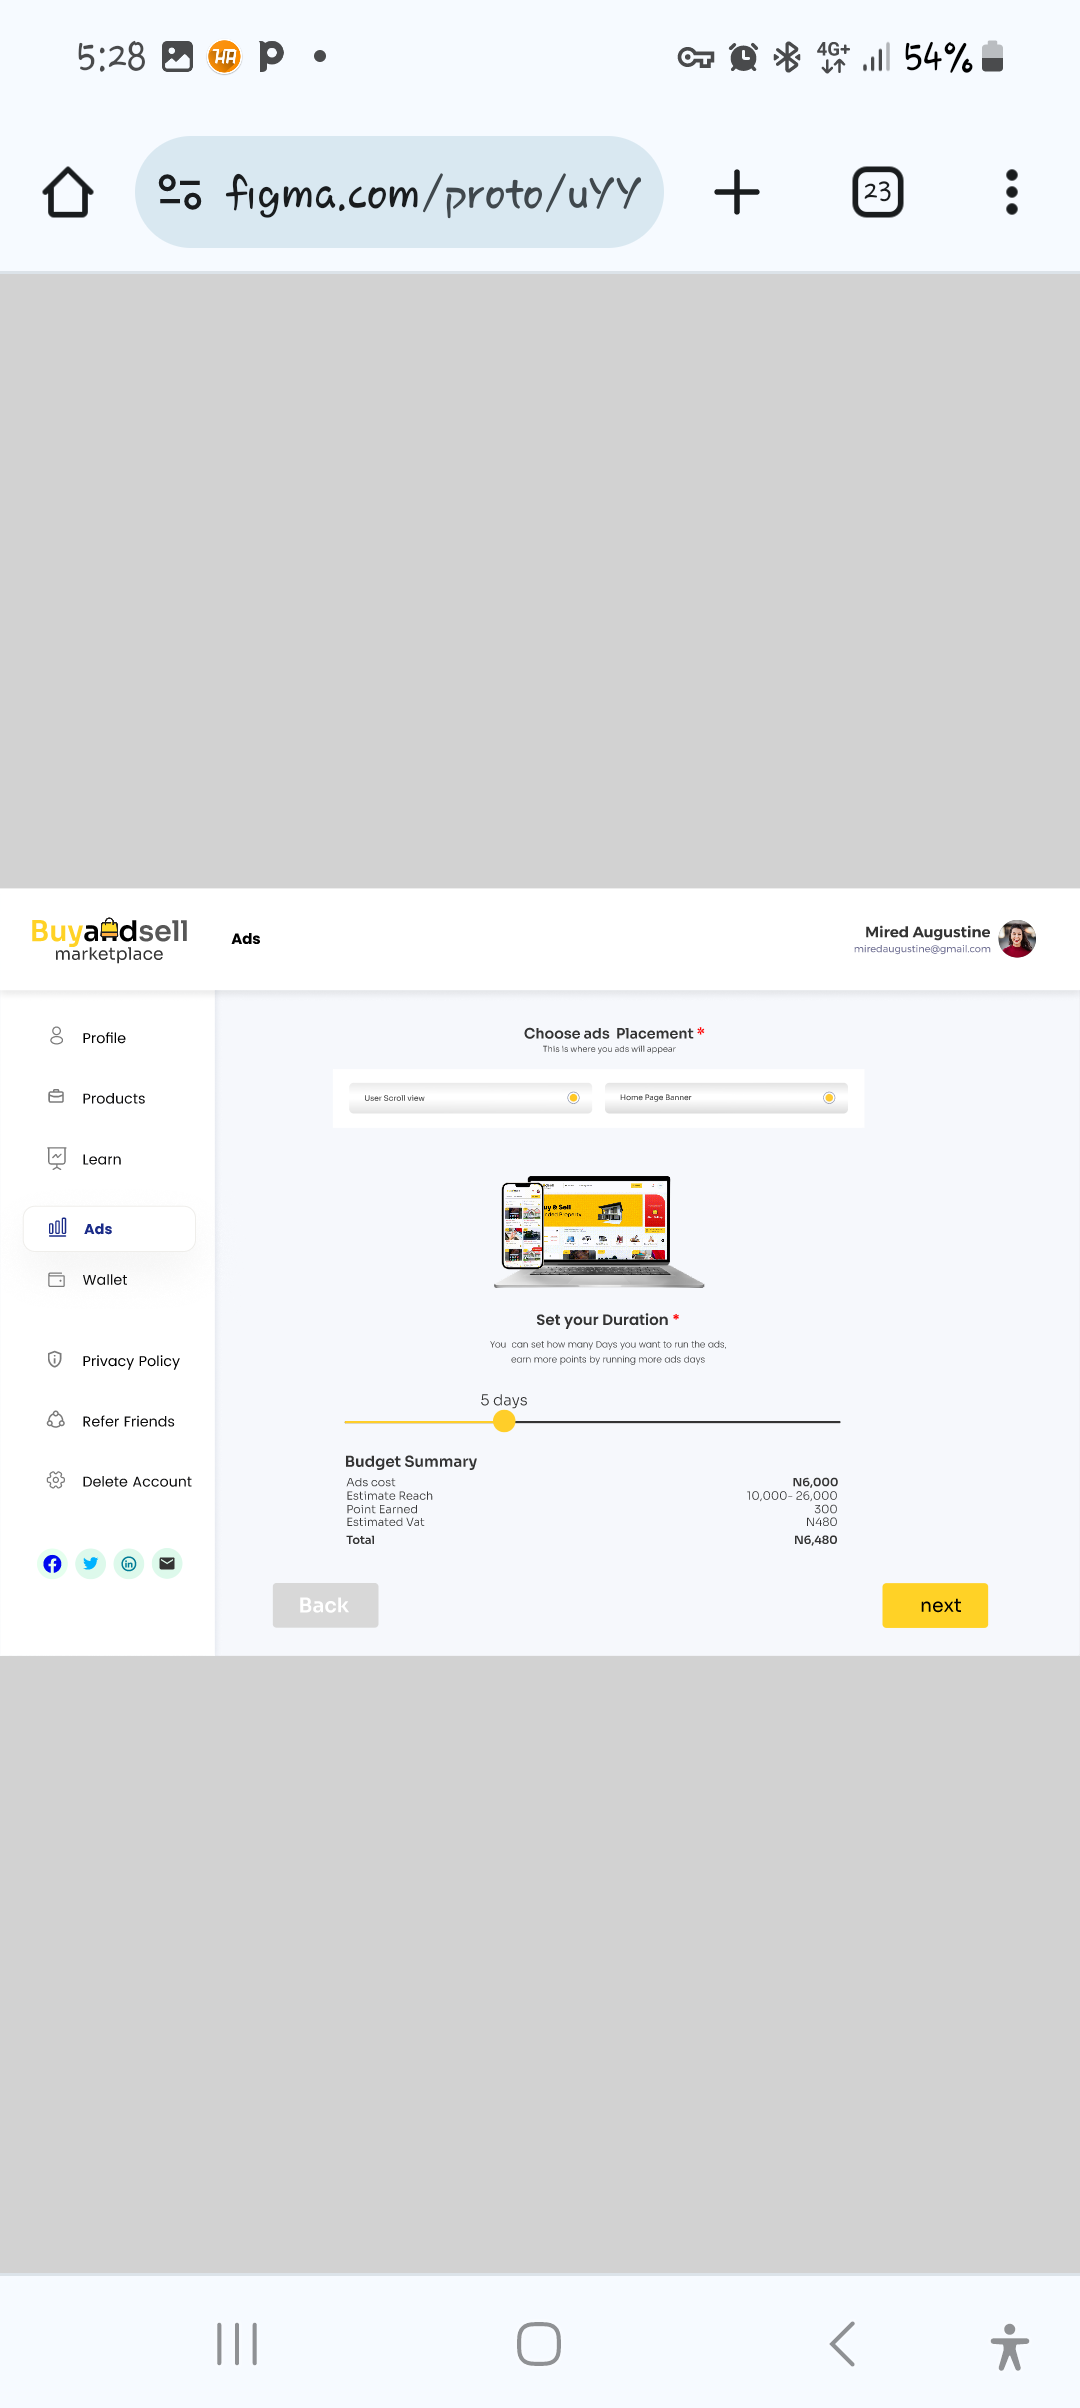 5:28
4G+
54%
figma.com/proto/uYY
23
Buyandsell
marketplace
Ads
Mired Augustine
miredaugustine@gmail.com
Profile
Products
Learn
Ads
Wallet
Privacy Policy
Refer Friends
Delete Account
Choose ads Placement *
This is where you ads will appear
User Scroll view
Home Page Banner
Set your Duration *
You can set how many Days you want to run the ads,
earn more points by running more ads days
5 days
Budget Summary
Ads cost N6,000
Estimate Reach 10,000- 26,000
Point Earned 300
Estimated Vat N480
Total N6,480
Back
next